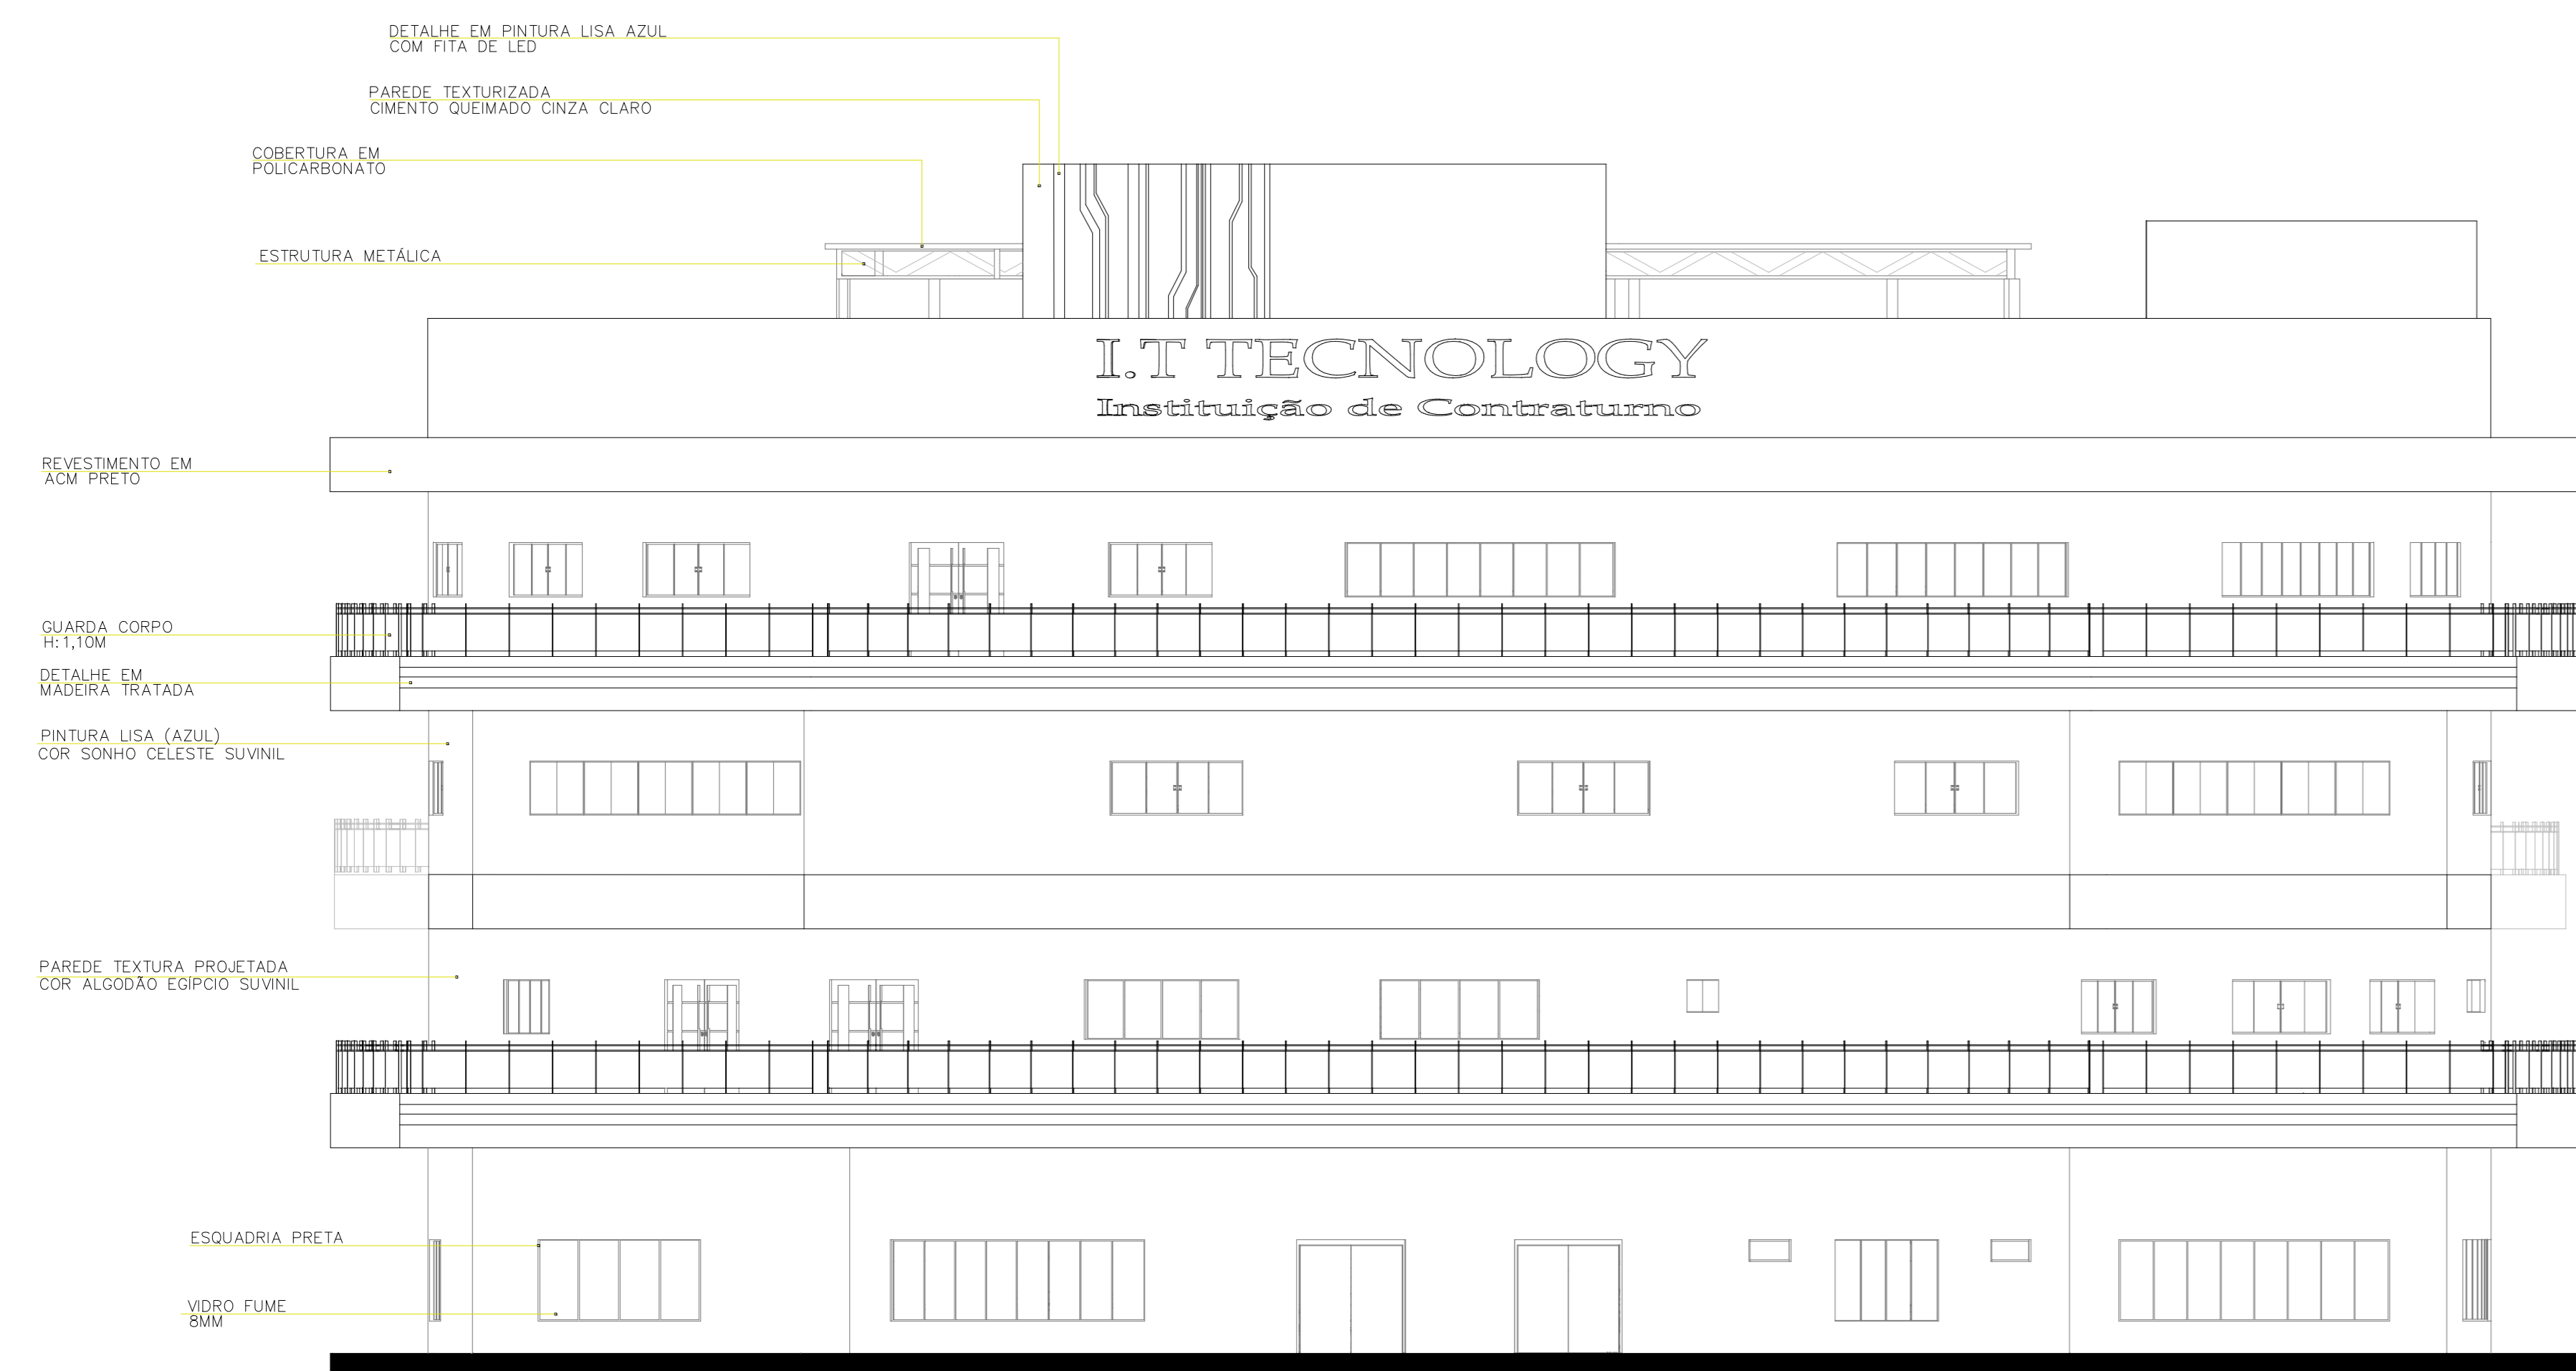 DETALHE EM PINTURA LISA AZUL
COM FITA DE LED
PAREDE TEXTURIZADA
CIMENTO QUEIMADO CINZA CLARO
COBERTURA EM
POLICARBONATO
ESTRUTURA METÁLICA
I.T TECNOLOGY
Instituição de Contraturno
REVESTIMENTO EM
ACM PRETO
GUARDA CORPO
H:1,10M
DETALHE EM
MADEIRA TRATADA
PINTURA LISA (AZUL)
COR SONHO CELESTE SUVINIL
PAREDE TEXTURA PROJETADA
COR ALGODÃO EGÍPCIO SUVINIL
ESQUADRIA PRETA
VIDRO FUME
8MM